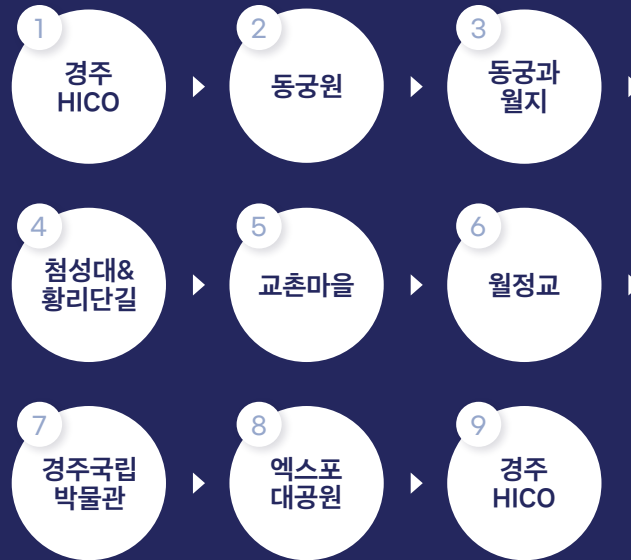 1
경주
HICO
2
동궁원
3
동궁과
월지
4
첨성대&
황리단길
5
교촌마을
6
월정교
7
경주국립
박물관
8
엑스포
대공원
9
경주
HICO